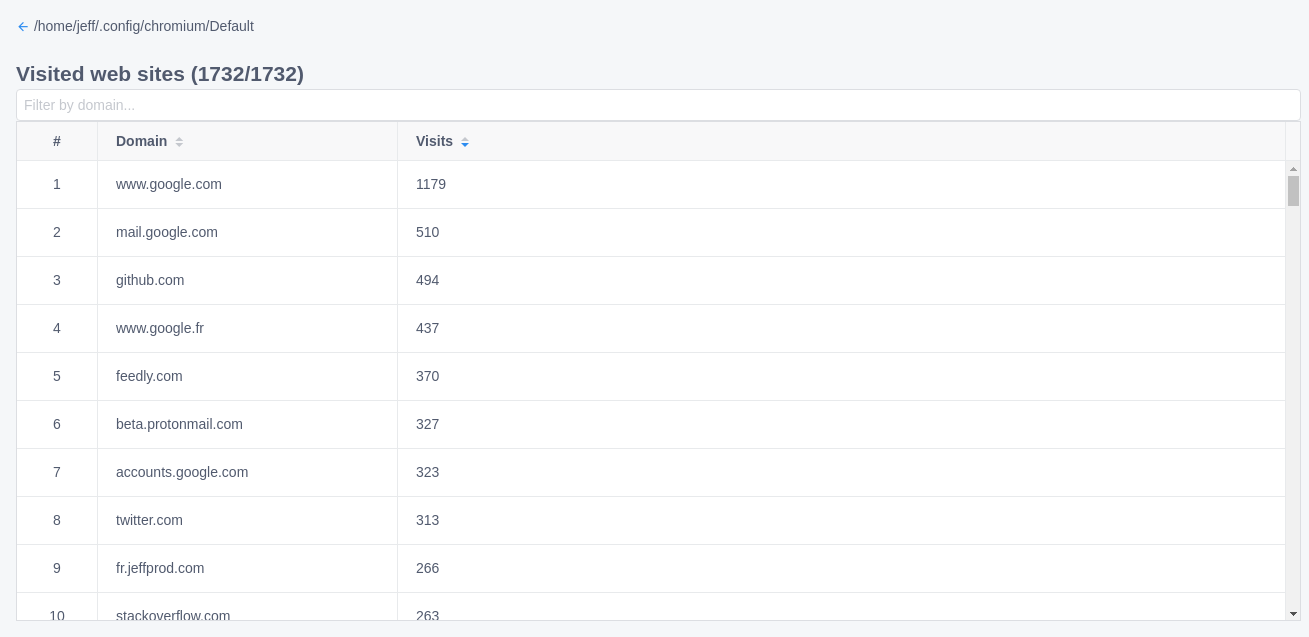 /home/jeff/.config/chromium/Default
Visited web sites (1732/1732)
Filter by domain...
# Domain Visits
1 www.google.com 1179
2 mail.google.com 510
3 github.com 494
4 www.google.fr 437
5 feedly.com 370
6 beta.protonmail.com 327
7 accounts.google.com 323
8 twitter.com 313
9 fr.jeffprod.com 266
10 stackoverflow.com 263